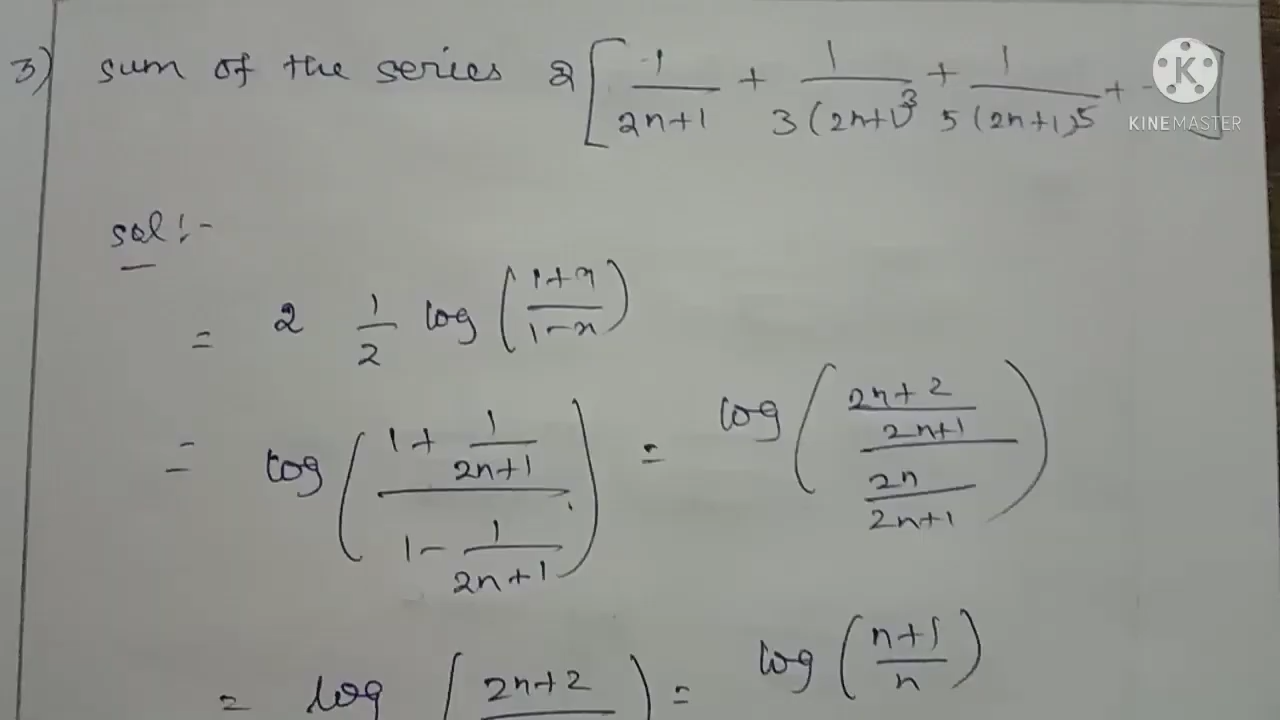 3) sum of the series 2[ 1/(2n+1) + 1/(3(2n+1)^3) + 1/(5(2n+1)^5) + - ]
K
KINEMASTER
sol:-
= 2 1/2 log((1+x)/(1-x))
= log((1 + 1/(2n+1))/(1 - 1/(2n+1))) = log(((2n+2)/(2n+1))/((2n)/(2n+1)))
= log(2n+2 ) = log((n+1)/n)